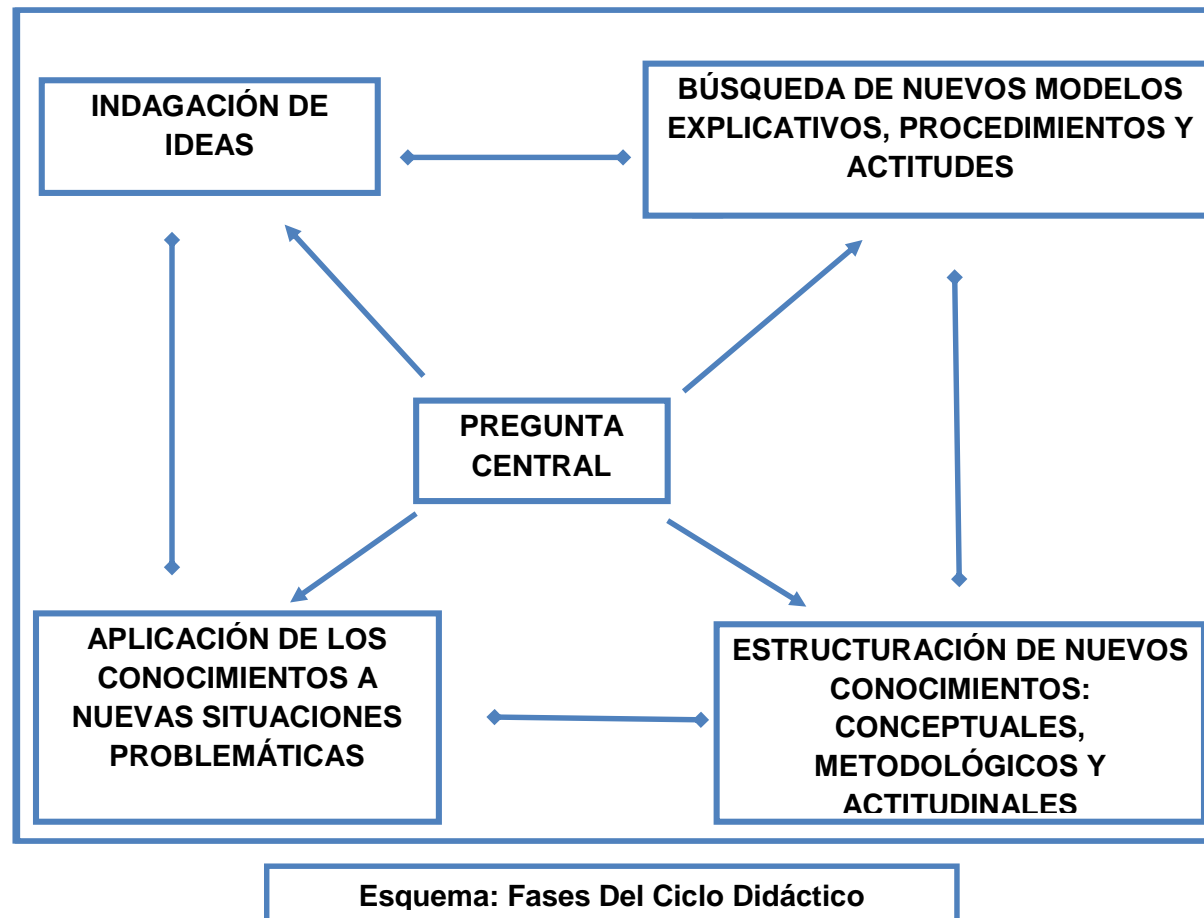 INDAGACIÓN DE
IDEAS
BÚSQUEDA DE NUEVOS MODELOS
EXPLICATIVOS, PROCEDIMIENTOS Y
ACTITUDES
PREGUNTA
CENTRAL
APLICACIÓN DE LOS
CONOCIMIENTOS A
NUEVAS SITUACIONES
PROBLEMÁTICAS
ESTRUCTURACIÓN DE NUEVOS
CONOCIMIENTOS:
CONCEPTUALES,
METODOLÓGICOS Y
ACTITUDINALES
Esquema: Fases Del Ciclo Didáctico